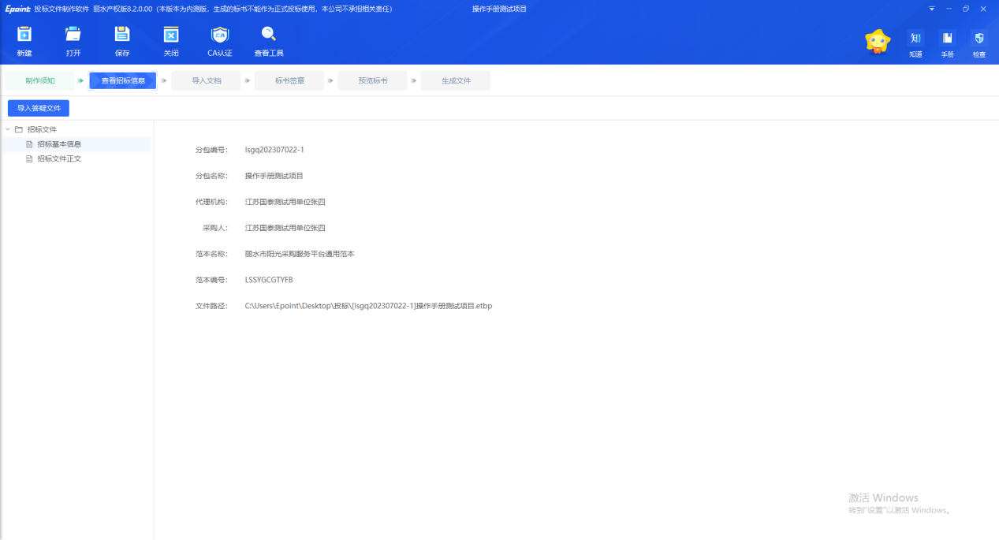 Epoint 投标文件制作软件 丽水产权版8.2.0.00（本版本为内测版，生成的标书不能作为正式投标使用，本公司不承担相关责任） 操作手册测试项目
新建 打开 保存 关闭 CA认证 查看工具 知道 手册 检查
制作须知 查看招标信息 导入文档 标书签章 预览标书 生成文件
导入答疑文件
招标文件
招标基本信息
招标文件正文
分包编号： lsgq202307022-1
分包名称： 操作手册测试项目
代理机构： 江苏国泰测试用单位张四
采购人： 江苏国泰测试用单位张四
范本名称： 丽水市阳光采购服务平台通用范本
范本编号： LSSYGCGTYFB
文件路径： C:\Users\Epoint\Desktop\投标\[lsgq202307022-1]操作手册测试项目.etbp
激活 Windows
转到"设置"以激活 Windows。